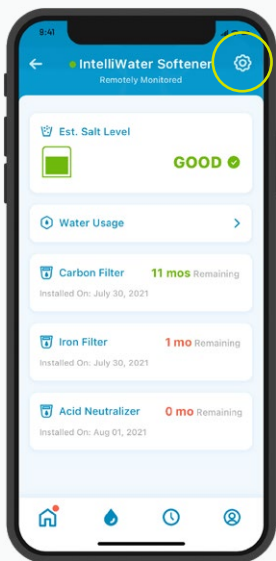 9:41
IntelliWater Softener
Remotely Monitored
Est. Salt Level
GOOD
Water Usage
Carbon Filter 11 mos Remaining
Installed On: July 30, 2021
Iron Filter 1 mo Remaining
Installed On: July 30, 2021
Acid Neutralizer 0 mo Remaining
Installed On: Aug 01, 2021